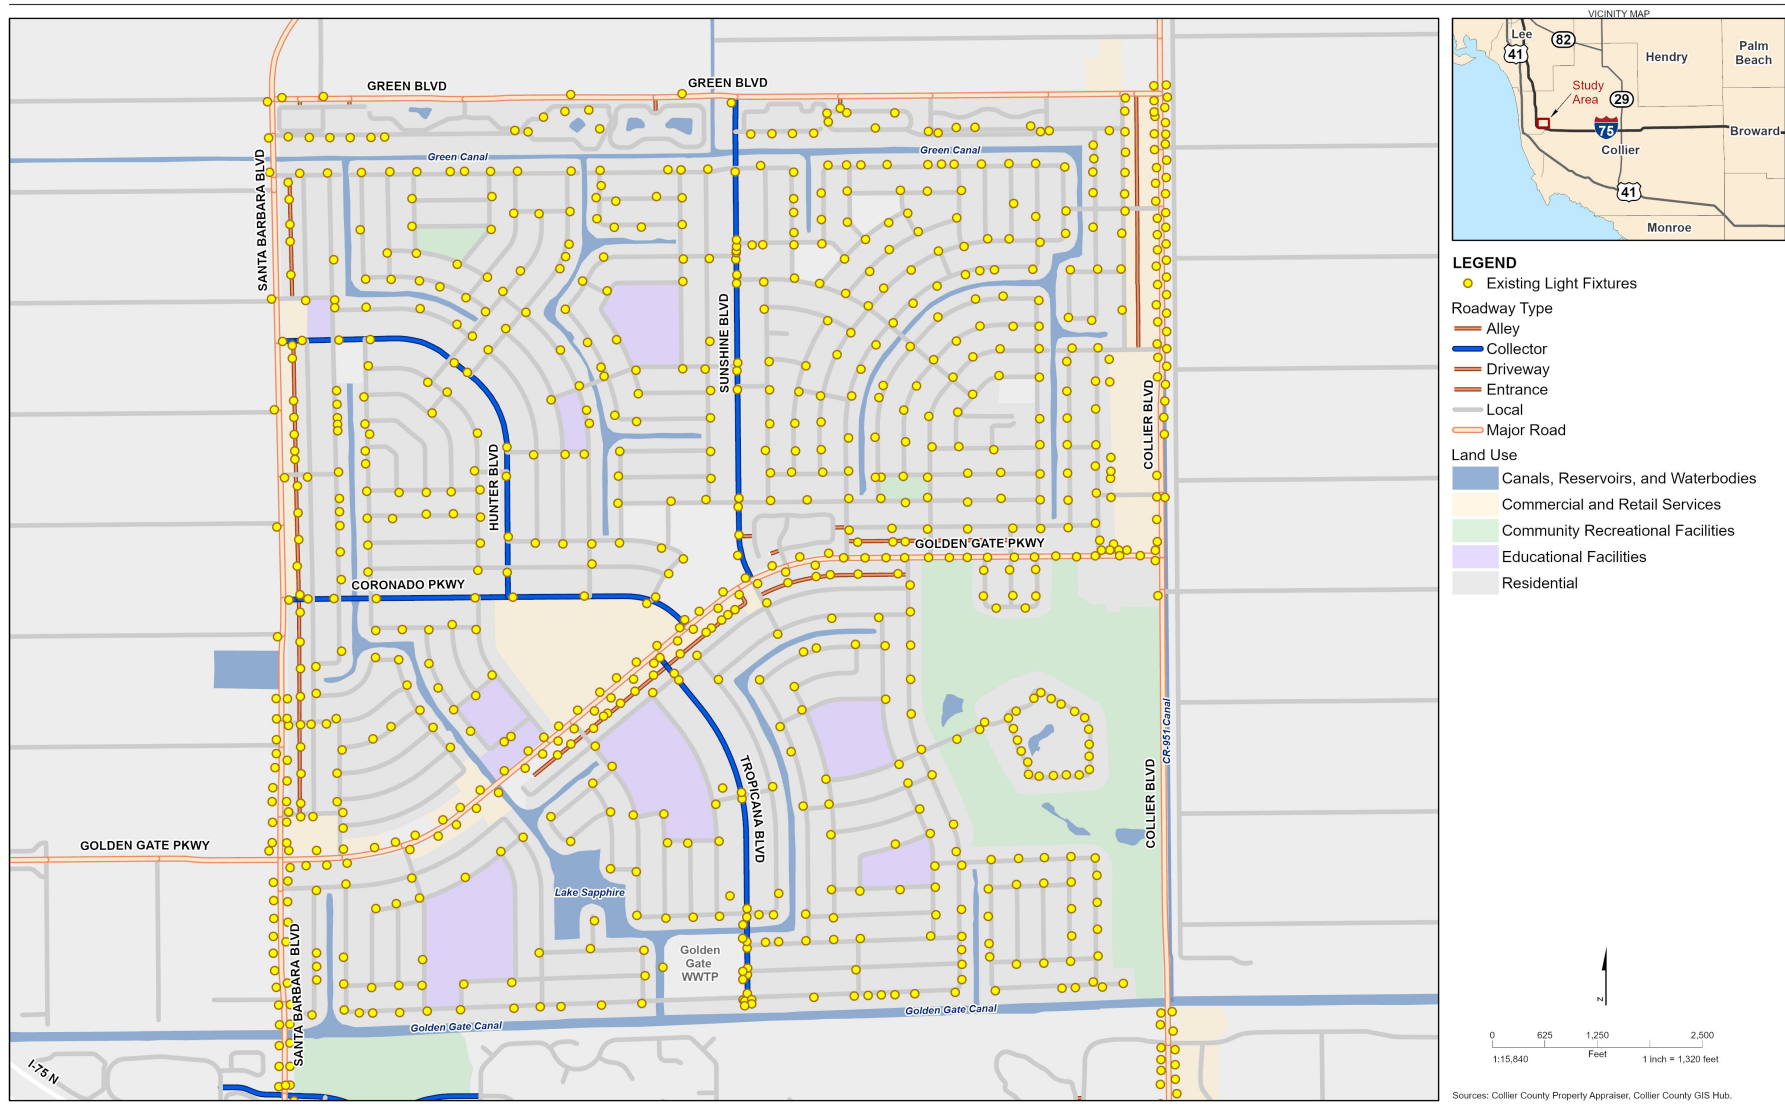 GREEN BLVD
GREEN BLVD
Green Canal
Green Canal
SANTA BARBARA BLVD
SUNSHINE BLVD
COLLIER BLVD
HUNTER BLVD
GOLDEN GATE PKWY
CORONADO PKWY
CR-951 Canal
TROPICANA BLVD
COLLIER BLVD
GOLDEN GATE PKWY
Lake Sapphire
SANTA BARBARA BLVD
Golden
Gate
WWTP
Golden Gate Canal
Golden Gate Canal
I-75 N
VICINITY MAP
Lee
82
41
Hendry
Palm
Beach
Study
Area
29
75
Broward
Collier
41
Monroe
LEGEND
Existing Light Fixtures
Roadway Type
Alley
Collector
Driveway
Entrance
Local
Major Road
Land Use
Canals, Reservoirs, and Waterbodies
Commercial and Retail Services
Community Recreational Facilities
Educational Facilities
Residential
N
0 625 1,250 2,500
Feet
1:15,840 1 inch = 1,320 feet
Sources: Collier County Property Appraiser, Collier County GIS Hub.